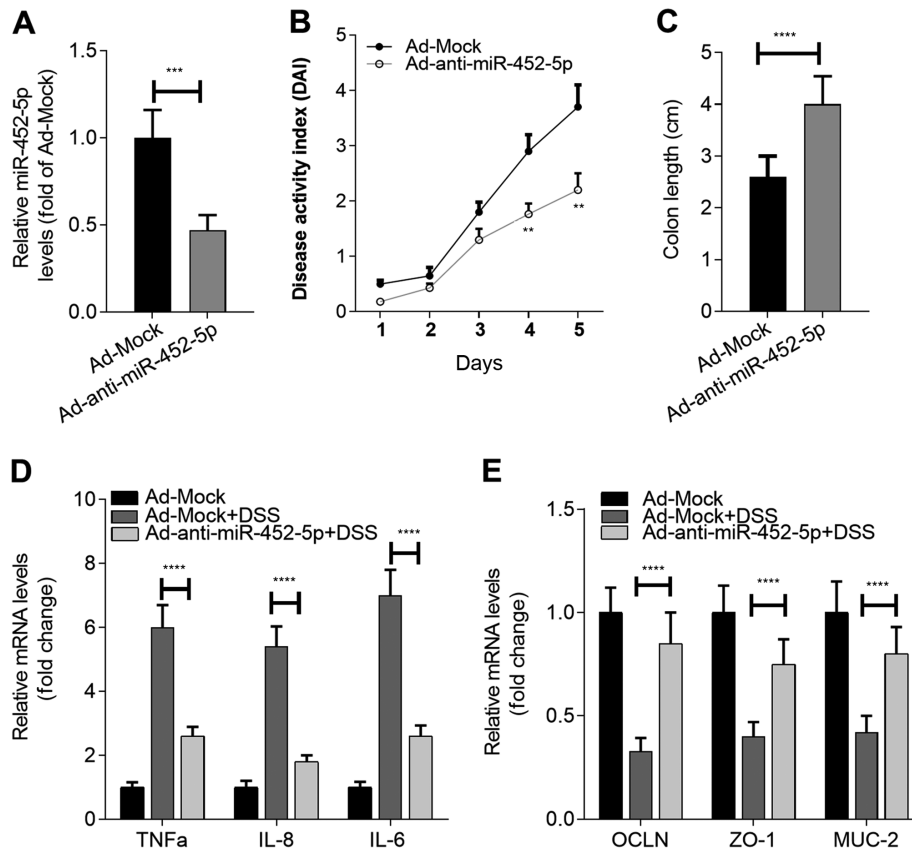 A
Relative miR-452-5p
levels (fold of Ad-Mock)
1.5
1.0
0.5
0.0
***
Ad-Mock
Ad-anti-miR-452-5p
B
Disease activity index (DAI)
5
4
3
2
1
0
Ad-Mock
Ad-anti-miR-452-5p
**
**
1 2 3 4 5
Days
C
Colon length (cm)
5
4
3
2
1
0
****
Ad-Mock
Ad-anti-miR-452-5p
D
Relative mRNA levels
(fold change)
10
8
6
4
2
0
Ad-Mock
Ad-Mock+DSS
Ad-anti-miR-452-5p+DSS
****
****
****
TNFa IL-8 IL-6
E
Relative mRNA levels
(fold change)
1.5
1.0
0.5
0.0
Ad-Mock
Ad-Mock+DSS
Ad-anti-miR-452-5p+DSS
****
****
****
OCLN ZO-1 MUC-2